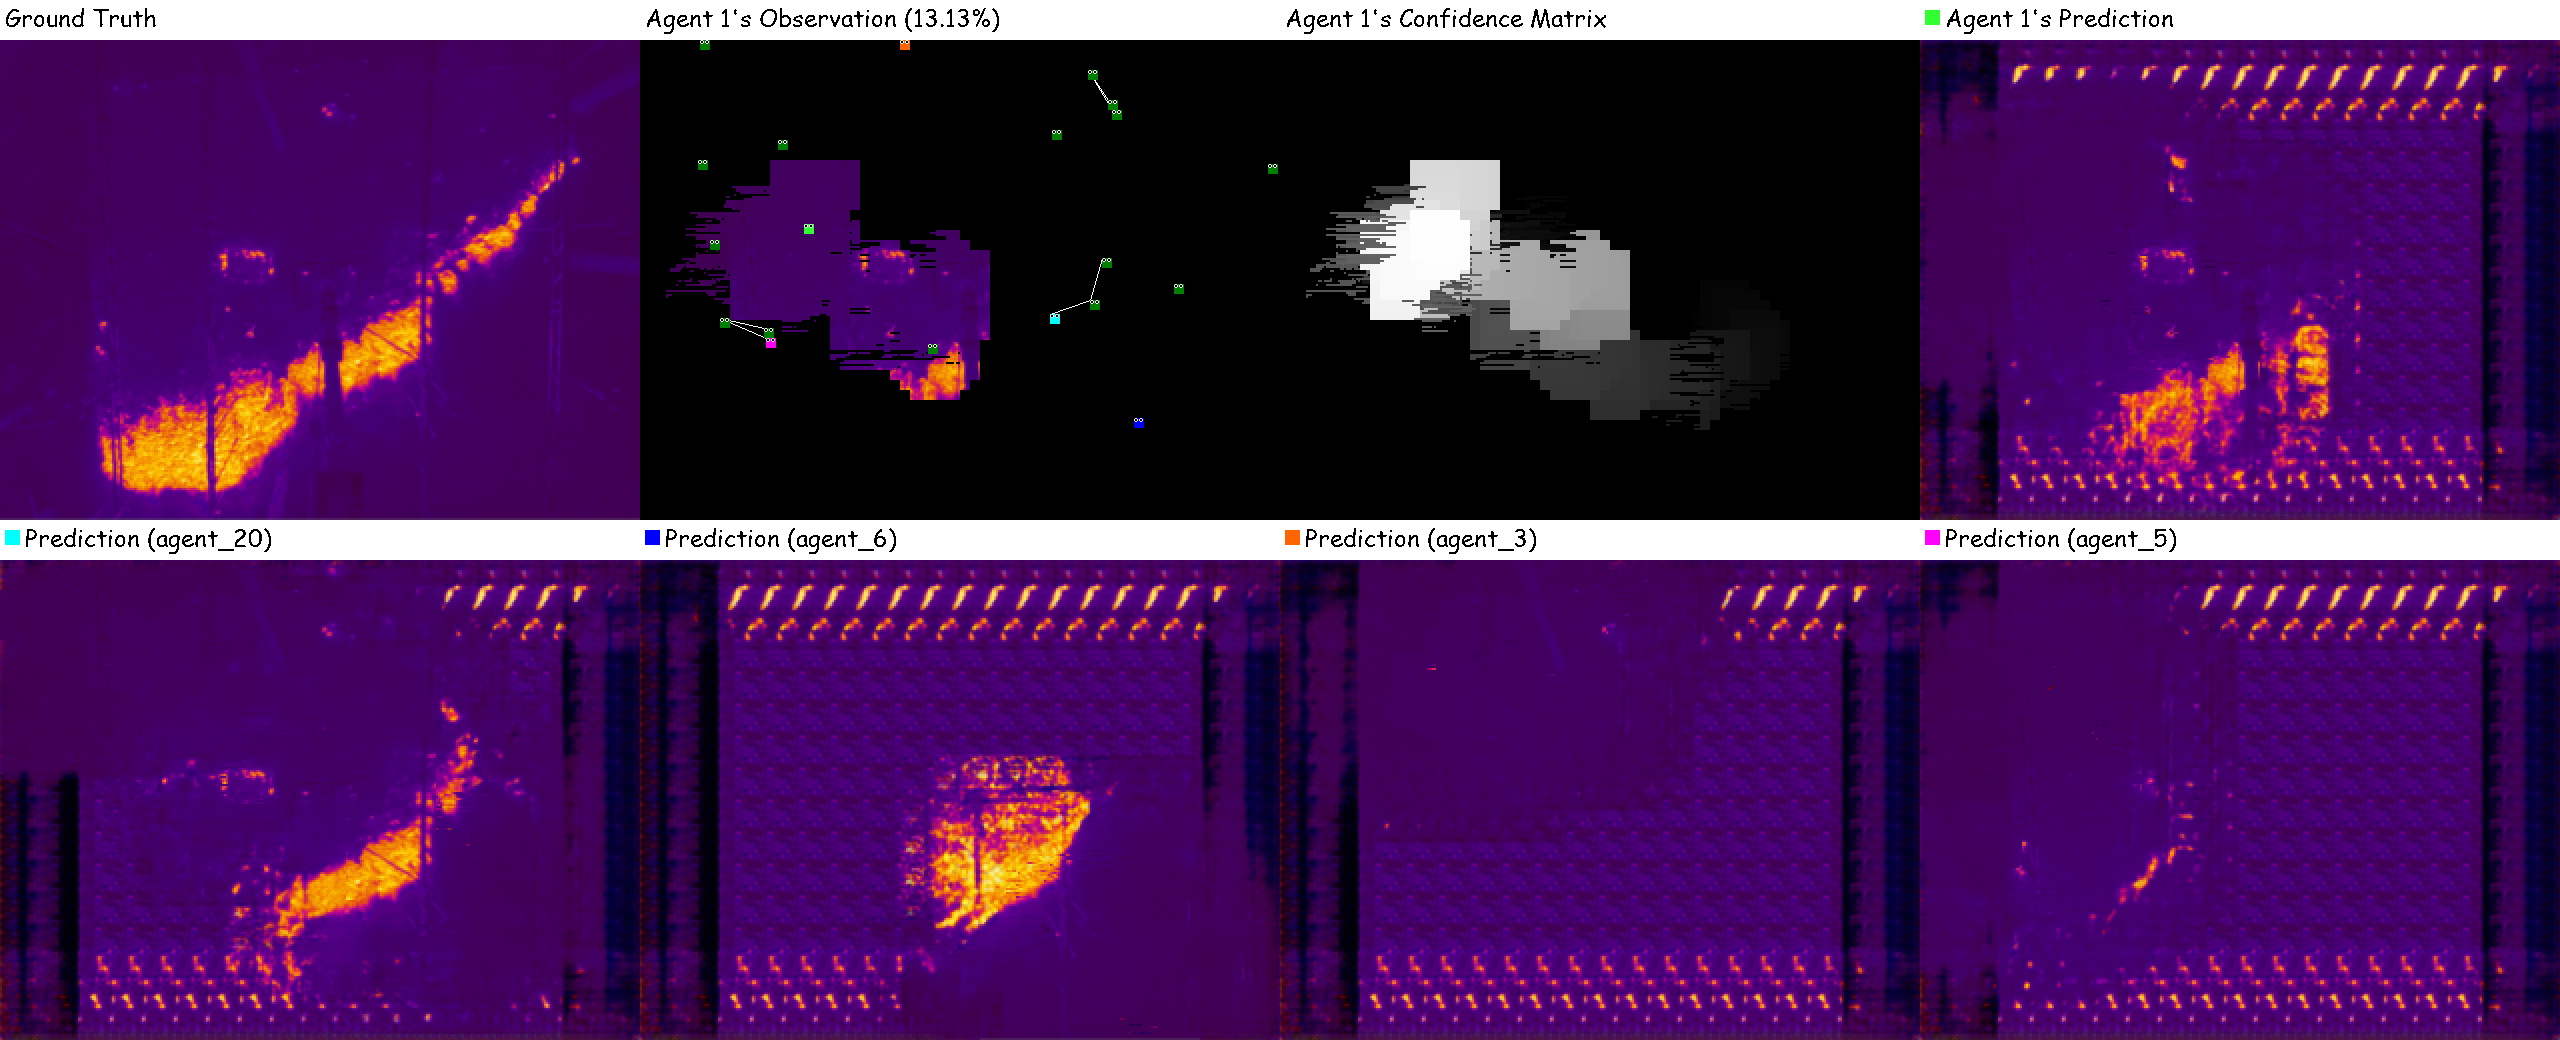 Ground Truth
Agent 1's Observation (13.13%)
Agent 1's Confidence Matrix
Agent 1's Prediction
Prediction (agent_20)
Prediction (agent_6)
Prediction (agent_3)
Prediction (agent_5)